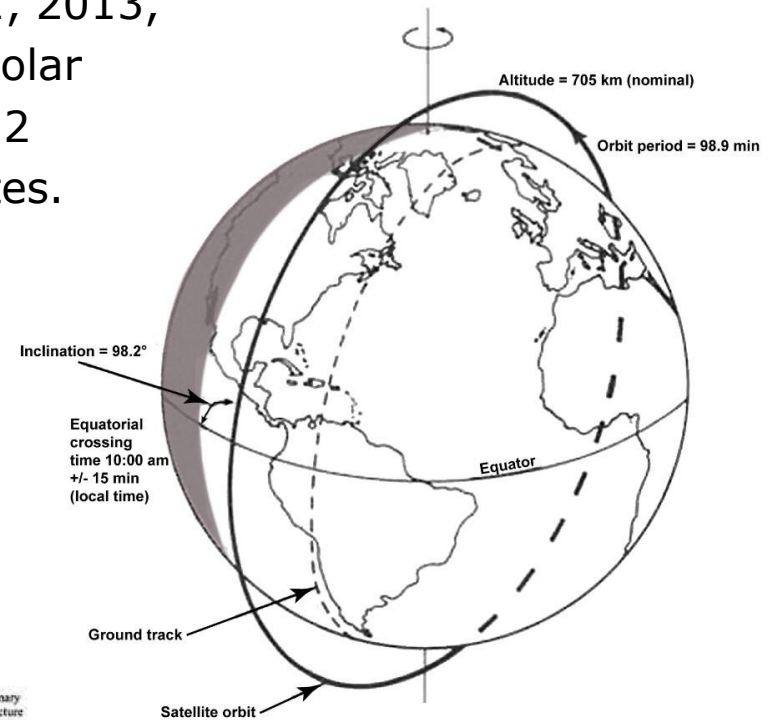 , 2013,
olar
2
tes.
Altitude = 705 km (nominal)
Orbit period = 98.9 min
Inclination = 98.2°
Equatorial
crossing
time 10:00 am
+/- 15 min
(local time)
Equator
Ground track
Satellite orbit